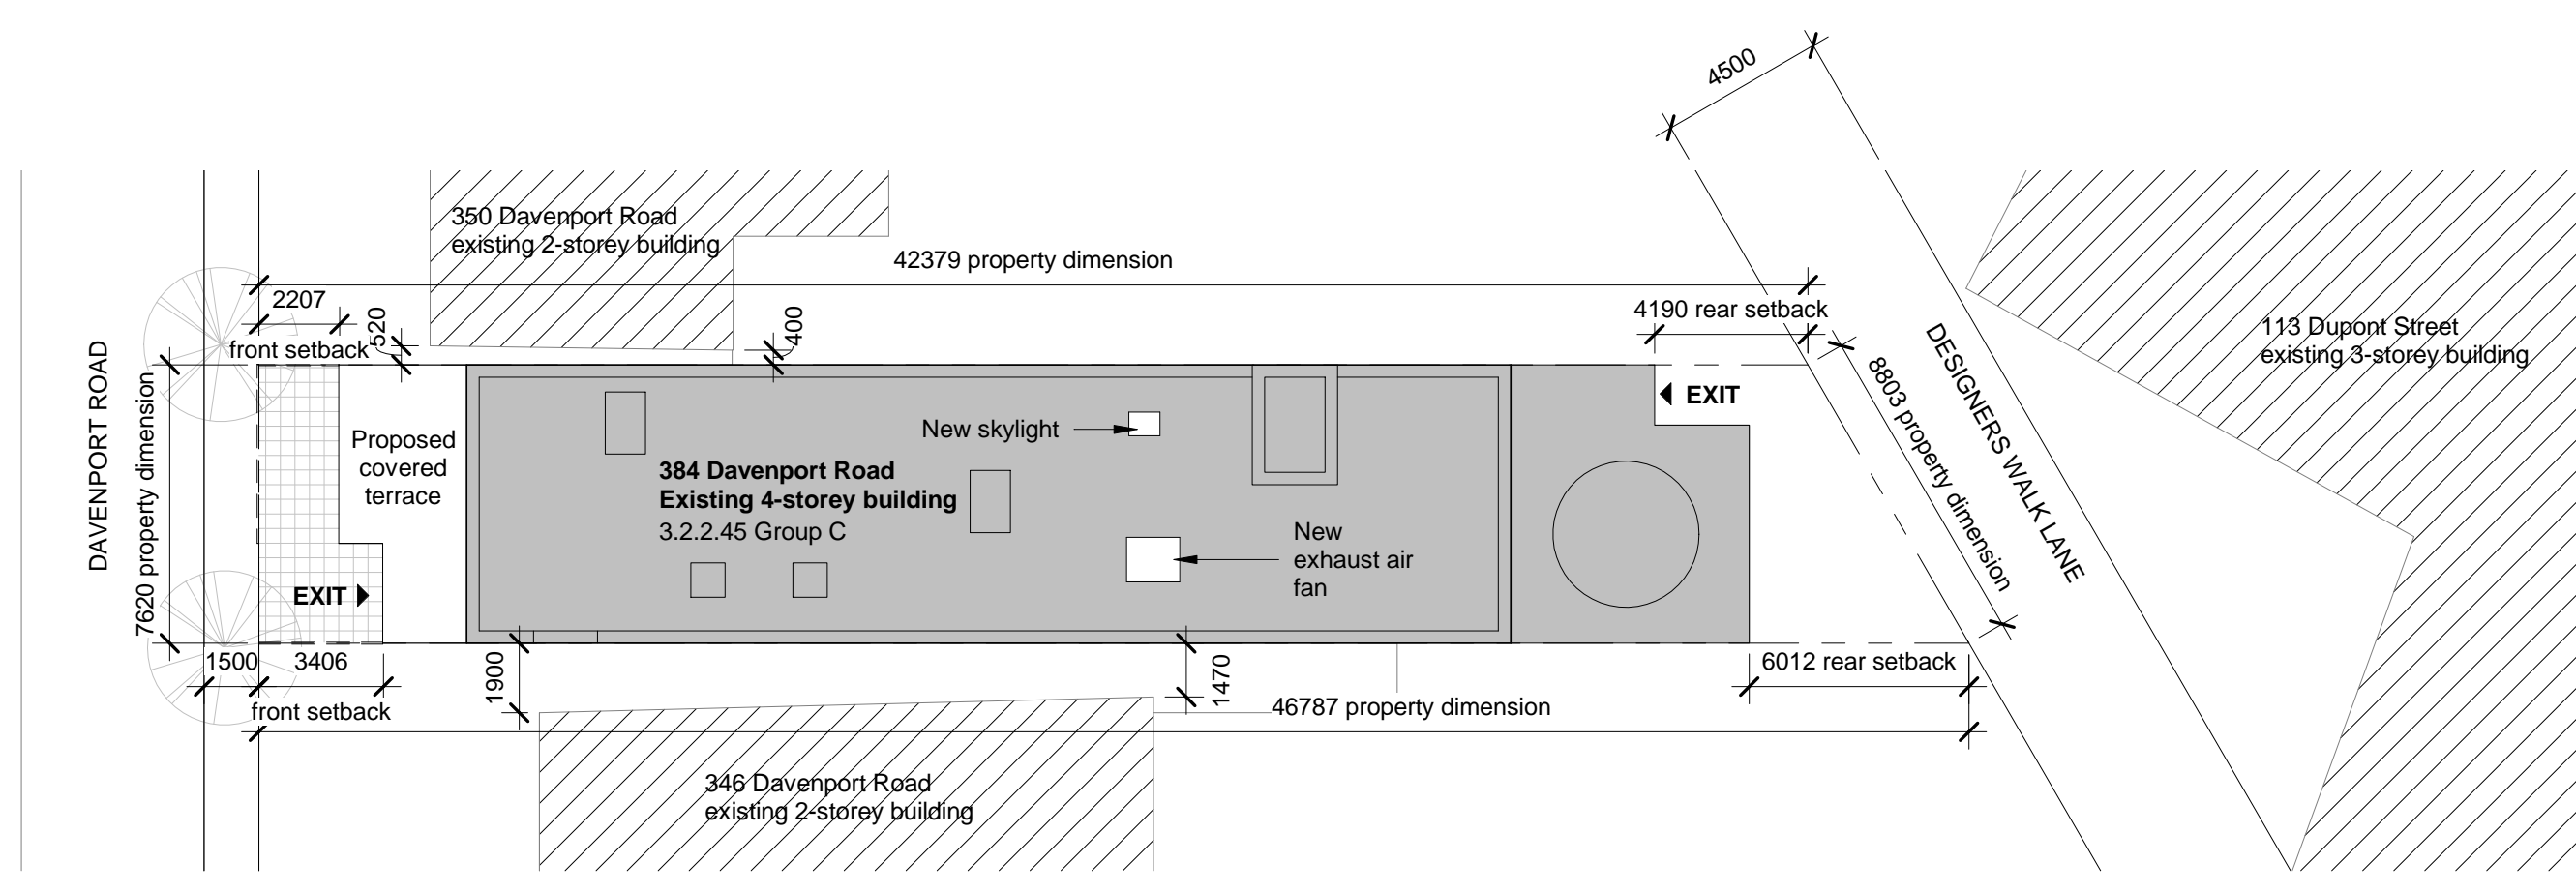 4500
350 Davenport Road
existing 2-storey building
42379 property dimension
2207
front setback
520
400
4190 rear setback
DAVENPORT ROAD
7620 property dimension
Proposed
covered
terrace
EXIT
1500
3406
front setback
384 Davenport Road
Existing 4-storey building
3.2.2.45 Group C
New skylight
New
exhaust air
fan
EXIT
8803 property dimension
DESIGNERS WALK LANE
113 Dupont Street
existing 3-storey building
1900
1470
6012 rear setback
46787 property dimension
346 Davenport Road
existing 2-storey building